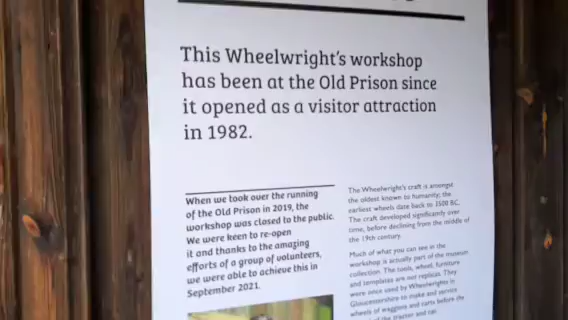 This Wheelwright's workshop
has been at the Old Prison since
it opened as a visitor attraction
in 1982.
When we took over the running
of the Old Prison in 2019, the
workshop was closed to the public.
We were keen to re-open
it and thanks to the amazing
efforts of a group of volunteers,
we were able to achieve this in
September 2021.
The Wheelwright's craft is amongst
the oldest known to humanity; the
earliest wheels date back to 3500 BC.
The craft developed significantly over
time, before declining from the middle of
the 19th century.
Much of what you can see in the
workshop is actually part of the museum
collection. The tools, wheel, furniture
and templates are not replicas. They
were once used by Wheelwrights in
Gloucestershire to make and service
wheels of waggons and carts before the
of the tractor and car.